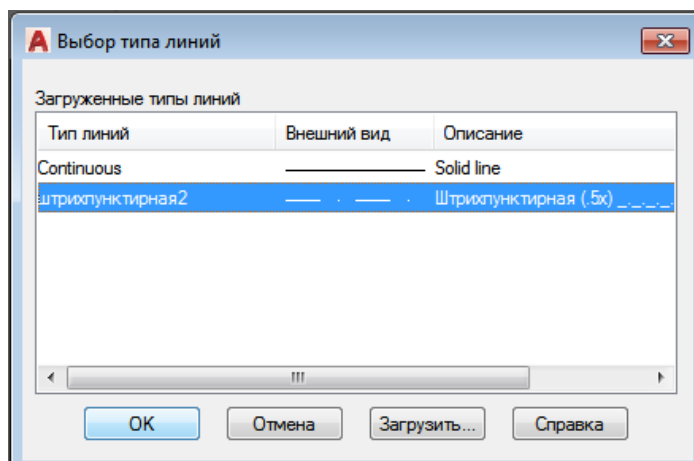 Выбор типа линий
Загруженные типы линий
Тип линий Внешний вид Описание
Continuous Solid line
штрихпунктирная2 Штрихпунктирная (.5x) _._._._.
OK Отмена Загрузить... Справка